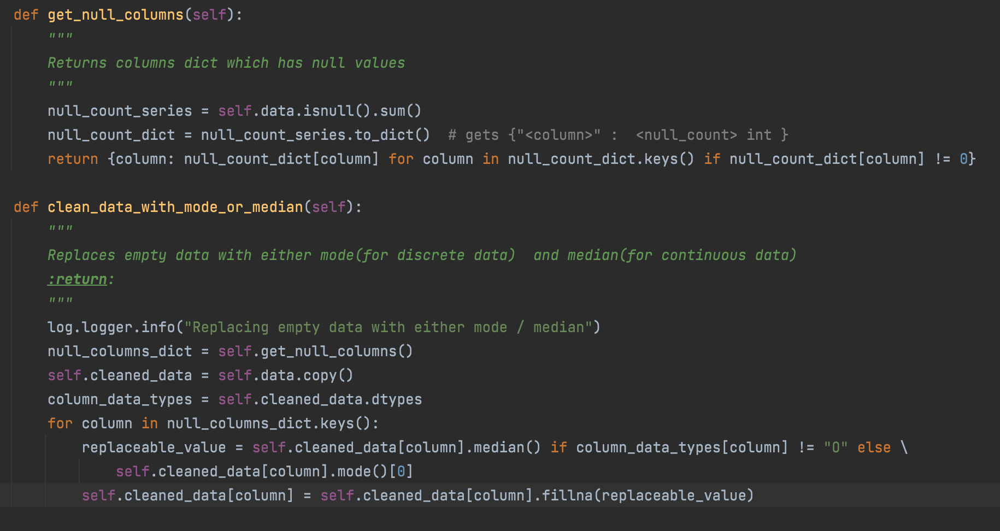 def get_null_columns(self):
    """
    Returns columns dict which has null values
    """
    null_count_series = self.data.isnull().sum()
    null_count_dict = null_count_series.to_dict()  # gets {"<column>" :  <null_count> int }
    return {column: null_count_dict[column] for column in null_count_dict.keys() if null_count_dict[column] != 0}

def clean_data_with_mode_or_median(self):
    """
    Replaces empty data with either mode(for discrete data)  and median(for continuous data)
    :return:
    """
    log.logger.info("Replacing empty data with either mode / median")
    null_columns_dict = self.get_null_columns()
    self.cleaned_data = self.data.copy()
    column_data_types = self.cleaned_data.dtypes
    for column in null_columns_dict.keys():
        replaceable_value = self.cleaned_data[column].median() if column_data_types[column] != "O" else \
            self.cleaned_data[column].mode()[0]
        self.cleaned_data[column] = self.cleaned_data[column].fillna(replaceable_value)